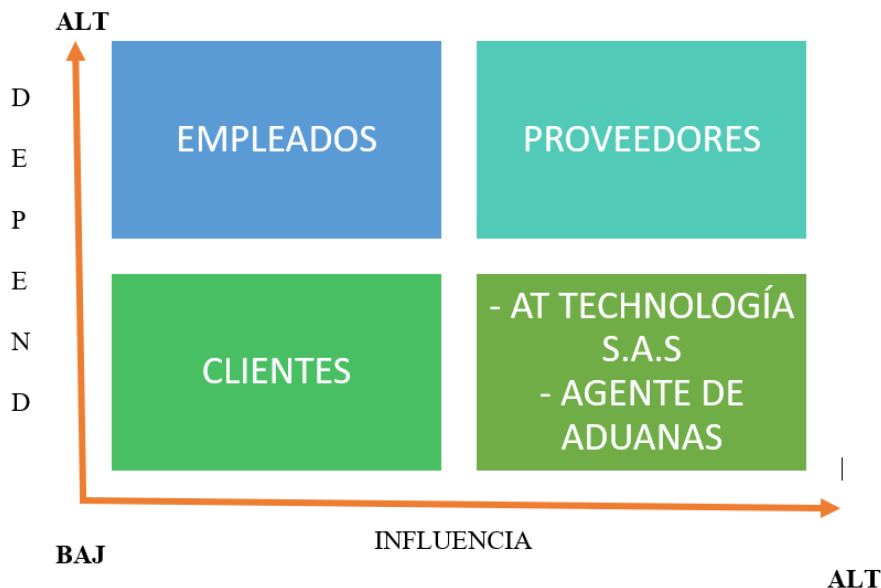 ALT
D
E
P
E
N
D
EMPLEADOS
PROVEEDORES
CLIENTES
- AT TECHNOLOGÍA
S.A.S
- AGENTE DE
ADUANAS
INFLUENCIA
BAJ
ALT